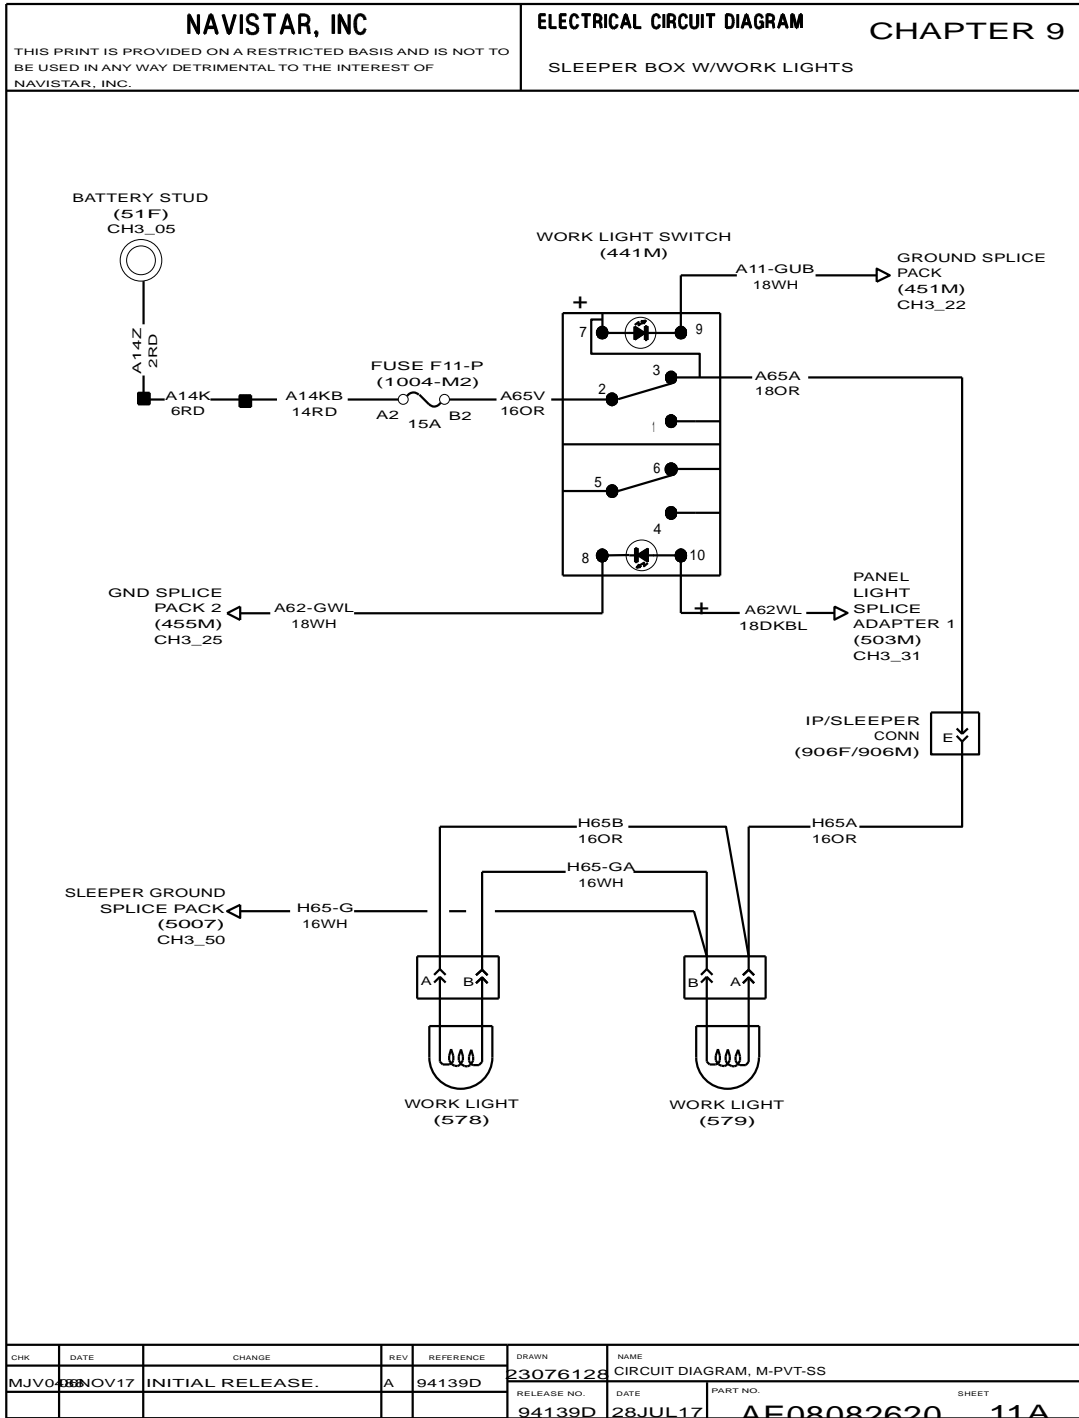 NAVISTAR, INC
THIS PRINT IS PROVIDED ON A RESTRICTED BASIS AND IS NOT TO
BE USED IN ANY WAY DETRIMENTAL TO THE INTEREST OF
NAVISTAR, INC.
ELECTRICAL CIRCUIT DIAGRAM
CHAPTER 9
SLEEPER BOX W/WORK LIGHTS
BATTERY STUD
(51F)
CH3_05
A14Z
2RD
A14K
6RD
A14KB
14RD
FUSE F11-P
(1004-M2)
A2
15A
B2
A65V
16OR
WORK LIGHT SWITCH
(441M)
+
7
9
3
2
1
6
5
4
8
10
A11-GUB
18WH
GROUND SPLICE
PACK
(451M)
CH3_22
A65A
18OR
GND SPLICE
PACK 2
(455M)
CH3_25
A62-GWL
18WH
+
A62WL
18DKBL
PANEL
LIGHT
SPLICE
ADAPTER 1
(503M)
CH3_31
IP/SLEEPER
CONN
(906F/906M)
E
H65B
16OR
H65A
16OR
H65-GA
16WH
SLEEPER GROUND
SPLICE PACK
(5007)
CH3_50
H65-G
16WH
A
B
B
A
WORK LIGHT
(578)
WORK LIGHT
(579)
CHK
DATE
CHANGE
REV
REFERENCE
DRAWN
NAME
INITIAL RELEASE.
A
94139D
23076128
CIRCUIT DIAGRAM, M-PVT-SS
RELEASE NO.
DATE
PART NO.
SHEET
94139D
28JUL17
AE08082620
11A